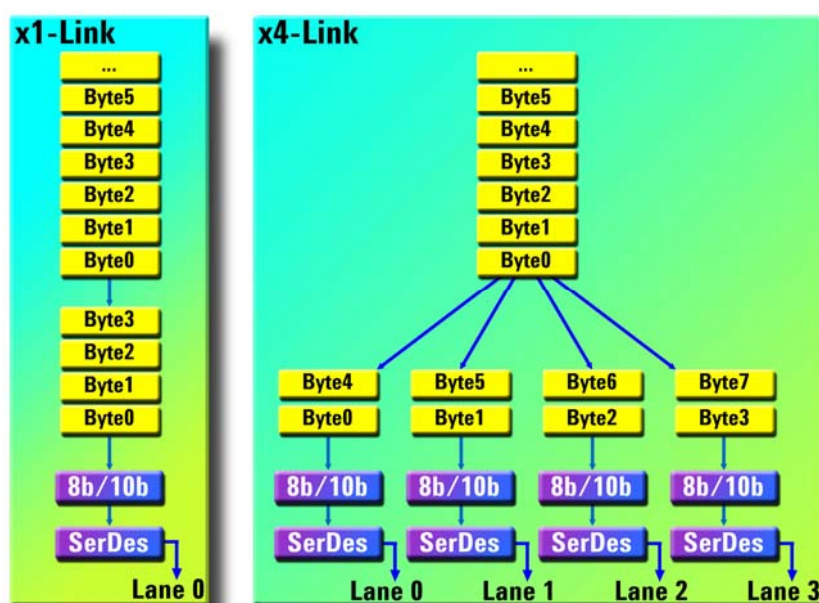 x1-Link
...
Byte5
Byte4
Byte3
Byte2
Byte1
Byte0
Byte3
Byte2
Byte1
Byte0
8b/10b
SerDes
Lane 0
x4-Link
...
Byte5
Byte4
Byte3
Byte2
Byte1
Byte0
Byte4 Byte5 Byte6 Byte7
Byte0 Byte1 Byte2 Byte3
8b/10b 8b/10b 8b/10b 8b/10b
SerDes SerDes SerDes SerDes
Lane 0 Lane 1 Lane 2 Lane 3